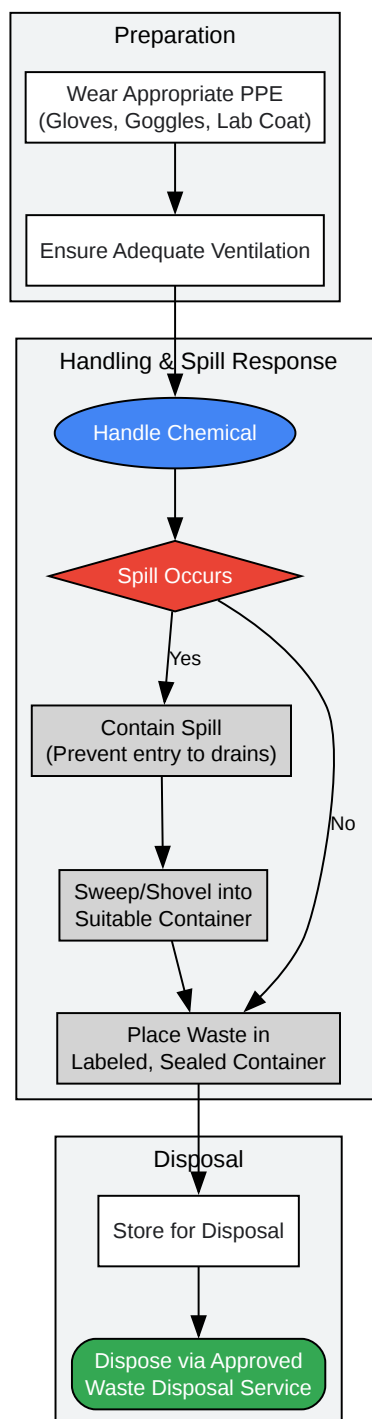 Preparation
Wear Appropriate PPE
(Gloves, Goggles, Lab Coat)
Ensure Adequate Ventilation
Handling & Spill Response
Handle Chemical
Spill Occurs
Yes
Contain Spill
(Prevent entry to drains)
No
Sweep/Shovel into
Suitable Container
Place Waste in
Labeled, Sealed Container
Disposal
Store for Disposal
Dispose via Approved
Waste Disposal Service